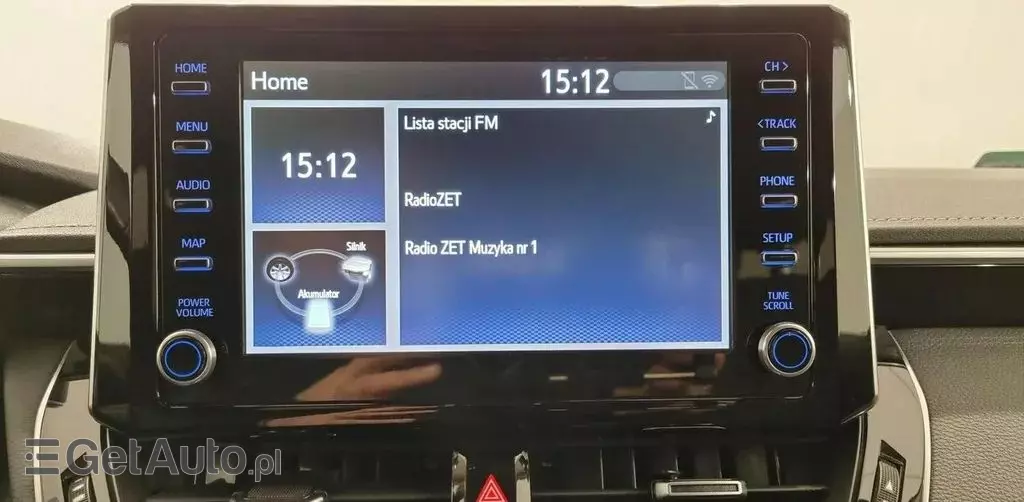 HOME
MENU
AUDIO
MAP
POWER
VOLUME
Home
15:12
15:12
Silnik
Akumulator
Lista stacji FM
RadioZET
Radio ZET Muzyka nr 1
CH >
< TRACK
PHONE
SETUP
TUNE
SCROLL
GetAuto.pl